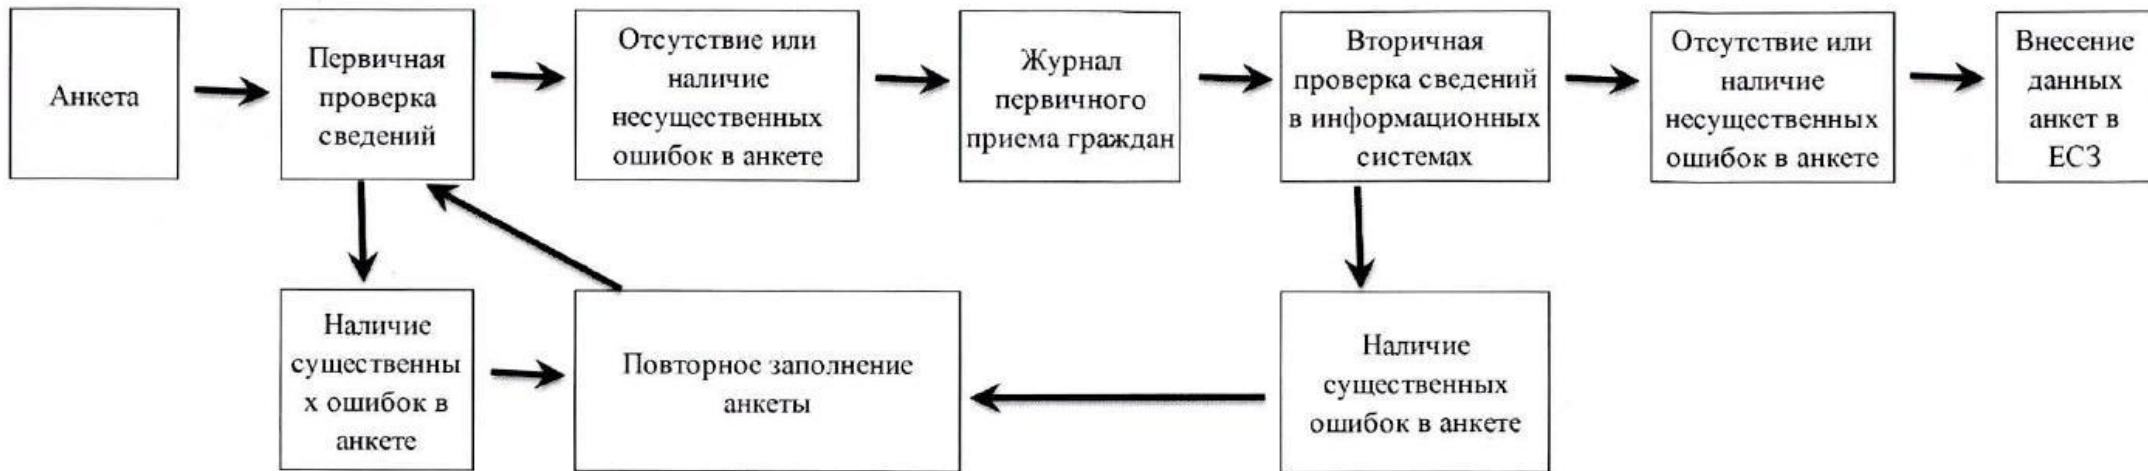 Анкета
Первичная
проверка
сведений
Отсутствие или
наличие
несущественных
ошибок в анкете
Журнал
первичного
приема граждан
Вторичная
проверка сведений
в информационных
системах
Отсутствие или
наличие
несущественных
ошибок в анкете
Внесение
данных
анкет в
ЕСЗ
Наличие
существенны
х ошибок в
анкете
Повторное заполнение
анкеты
Наличие
существенных
ошибок в анкете